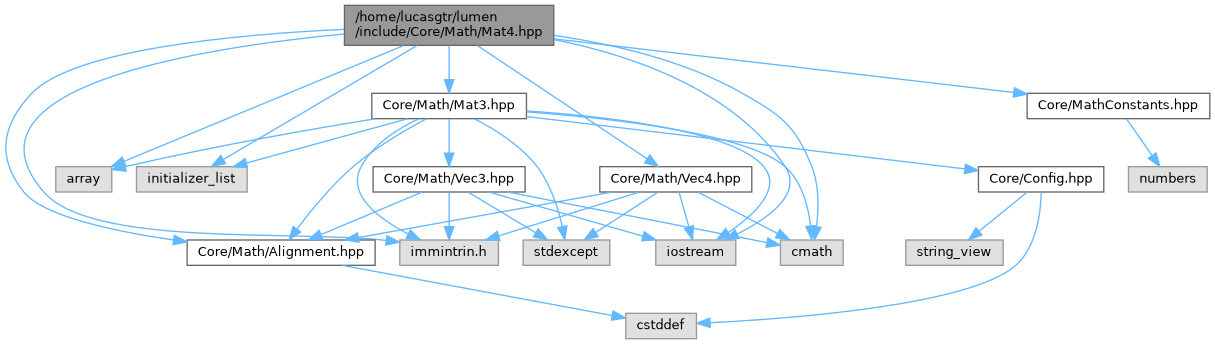 /home/lucasgtr/lumen
/include/Core/Math/Mat4.hpp
Core/Math/Mat3.hpp
Core/MathConstants.hpp
array
initializer_list
Core/Math/Vec3.hpp
Core/Math/Vec4.hpp
Core/Config.hpp
numbers
Core/Math/Alignment.hpp
immintrin.h
stdexcept
iostream
cmath
string_view
cstddef